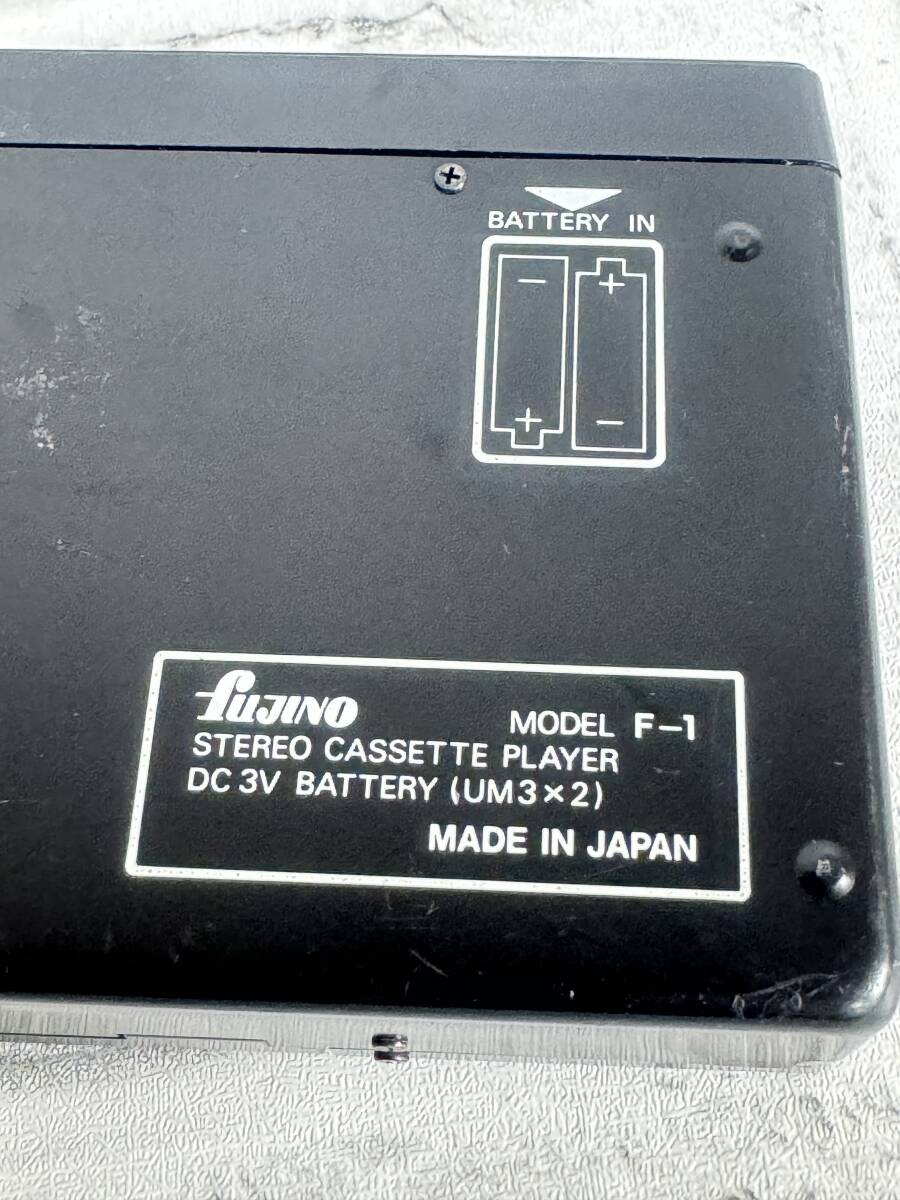 BATTERY IN
− +
+ −
fuJINO MODEL F-1
STEREO CASSETTE PLAYER
DC 3V BATTERY (UM3×2)
MADE IN JAPAN